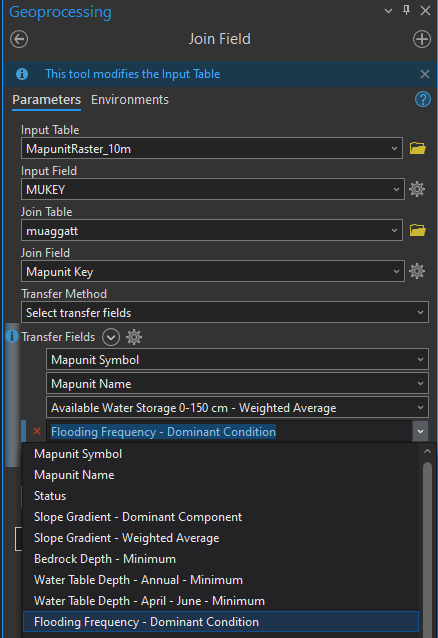 Geoprocessing
Join Field
This tool modifies the Input Table
Parameters Environments
Input Table
MapunitRaster_10m
Input Field
MUKEY
Join Table
muaggatt
Join Field
Mapunit Key
Transfer Method
Select transfer fields
Transfer Fields
Mapunit Symbol
Mapunit Name
Available Water Storage 0-150 cm - Weighted Average
Flooding Frequency - Dominant Condition
Mapunit Symbol
Mapunit Name
Status
Slope Gradient - Dominant Component
Slope Gradient - Weighted Average
Bedrock Depth - Minimum
Water Table Depth - Annual - Minimum
Water Table Depth - April - June - Minimum
Flooding Frequency - Dominant Condition